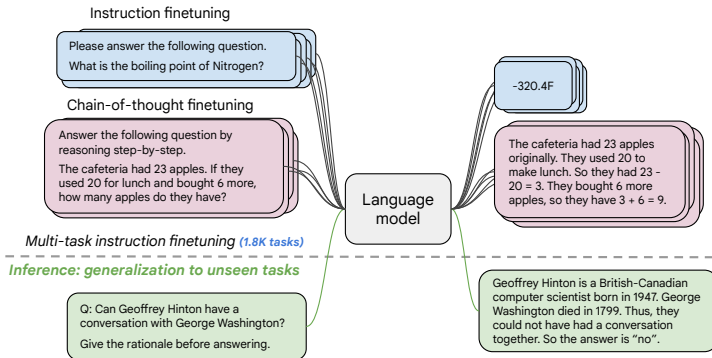 Instruction finetuning
Please answer the following question.
What is the boiling point of Nitrogen?
-320.4F
Chain-of-thought finetuning
Answer the following question by
reasoning step-by-step.
The cafeteria had 23 apples. If they
used 20 for lunch and bought 6 more,
how many apples do they have?
Language
model
The cafeteria had 23 apples
originally. They used 20 to
make lunch. So they had 23 -
20 = 3. They bought 6 more
apples, so they have 3 + 6 = 9.
Multi-task instruction finetuning (1.8K tasks)
Inference: generalization to unseen tasks
Q: Can Geoffrey Hinton have a
conversation with George Washington?
Give the rationale before answering.
Geoffrey Hinton is a British-Canadian
computer scientist born in 1947. George
Washington died in 1799. Thus, they
could not have had a conversation
together. So the answer is “no”.